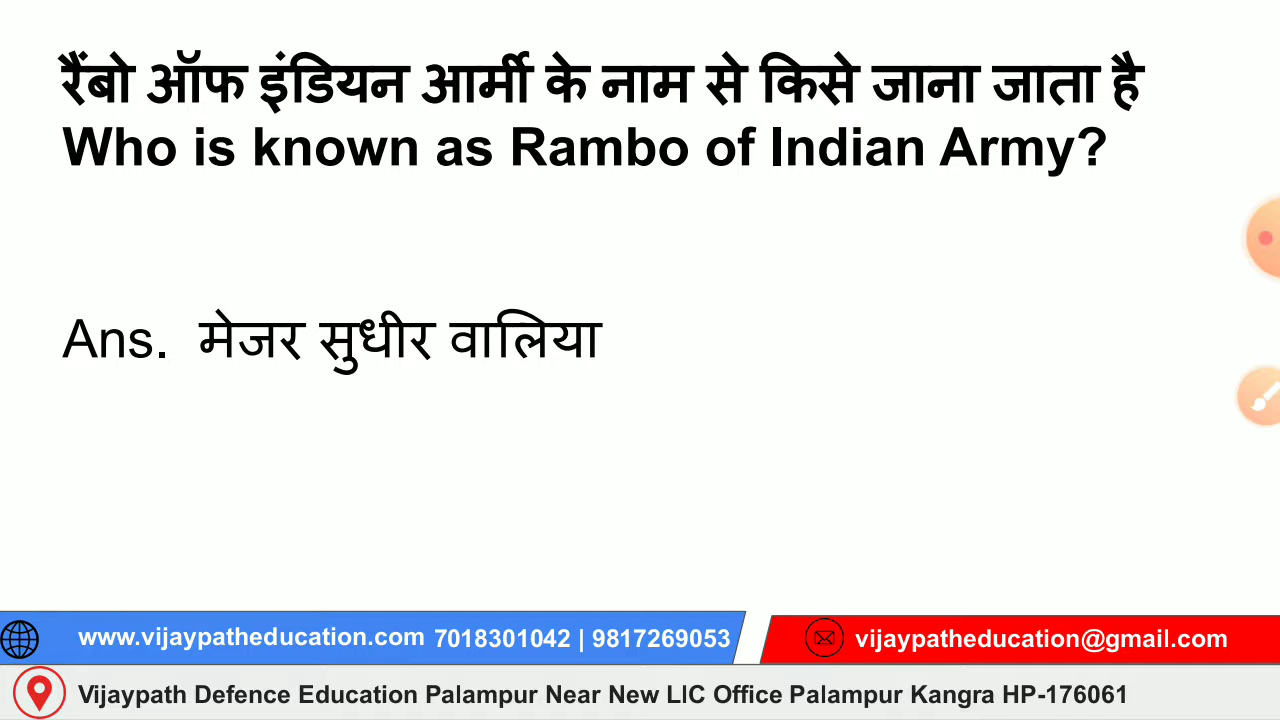 रैंबो ऑफ इंडियन आर्मी के नाम से किसे जाना जाता है
Who is known as Rambo of Indian Army?
Ans. मेजर सुधीर वालिया
www.vijaypatheducation.com 7018301042 | 9817269053
vijaypatheducation@gmail.com
Vijaypath Defence Education Palampur Near New LIC Office Palampur Kangra HP-176061